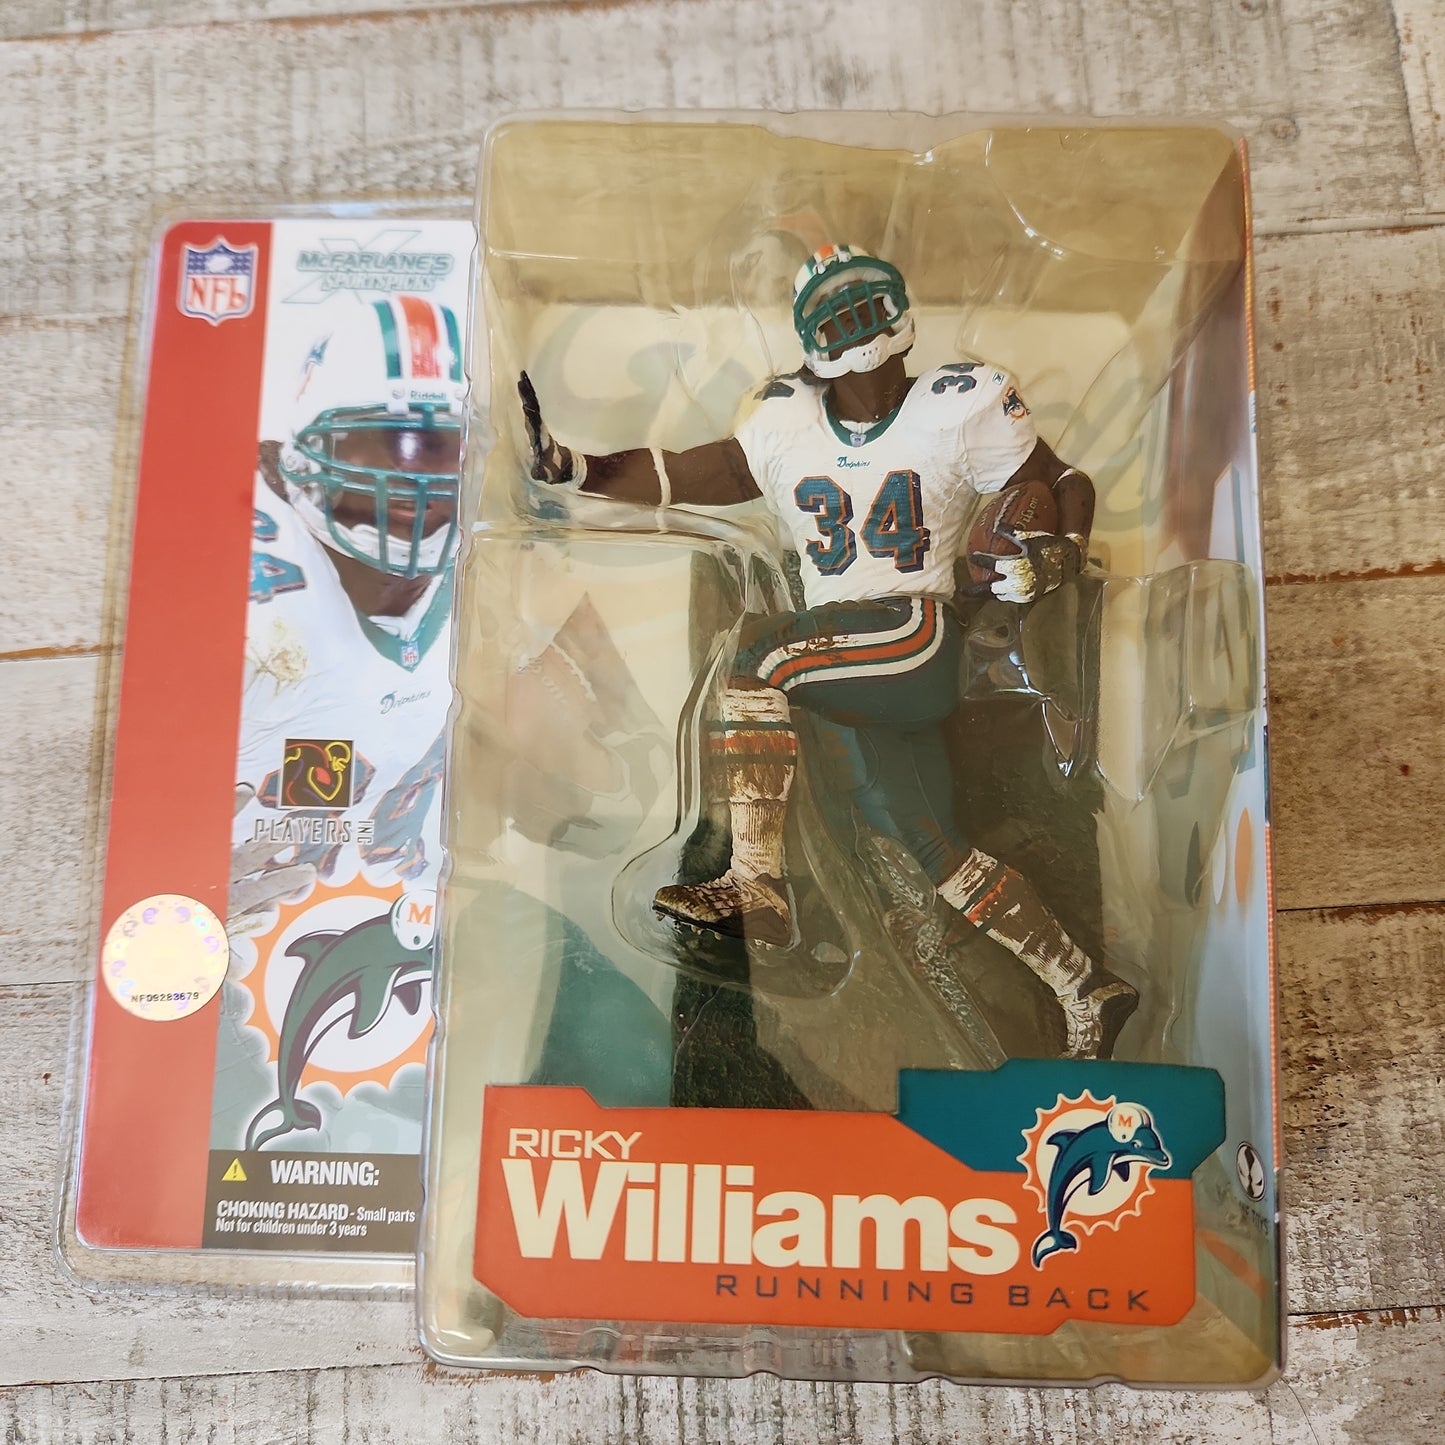 NFL
McFARLANE'S
SPORTSPICKS
Riddell
Dolphins
PLAYERS INC
NF09283679
M
WARNING:
CHOKING HAZARD - Small parts
Not for children under 3 years
34
Dolphins
34
RICKY
Williams
RUNNING BACK
M